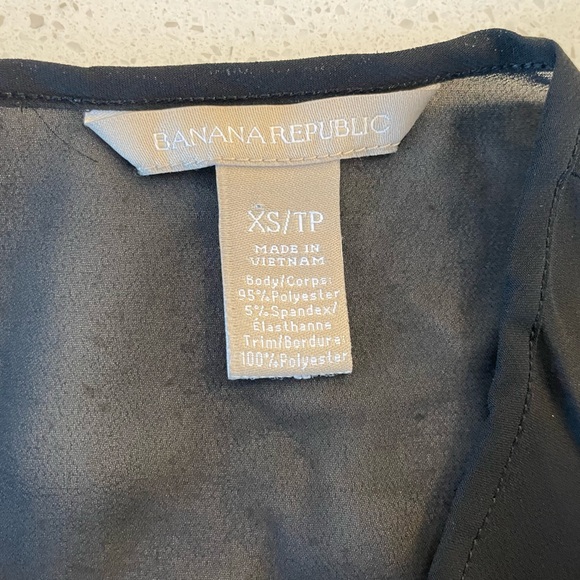 BANANA REPUBLIC
XS/TP
MADE IN
VIETNAM
Body/Corps:
95%Polyester
5%Spandex/
Élasthanne
Trim/Bordure
100%Polyester